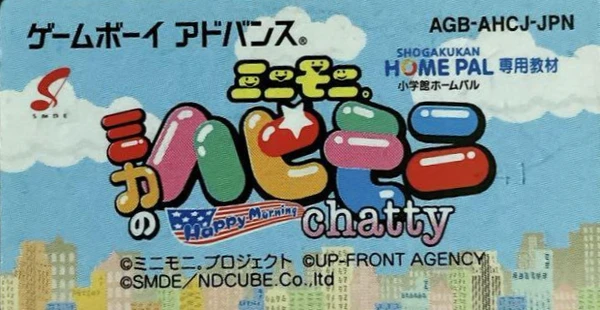 ゲームボーイ アドバンス®
AGB-AHCJ-JPN
SMDE
ミニモニ。
SHOGAKUKAN
HOME PAL 専用教材
小学館ホームパル
ミカの
ハピモニ
Happy Morning
chatty
©ミニモニ。プロジェクト ©UP-FRONT AGENCY
©SMDE/NDCUBE.Co.,ltd